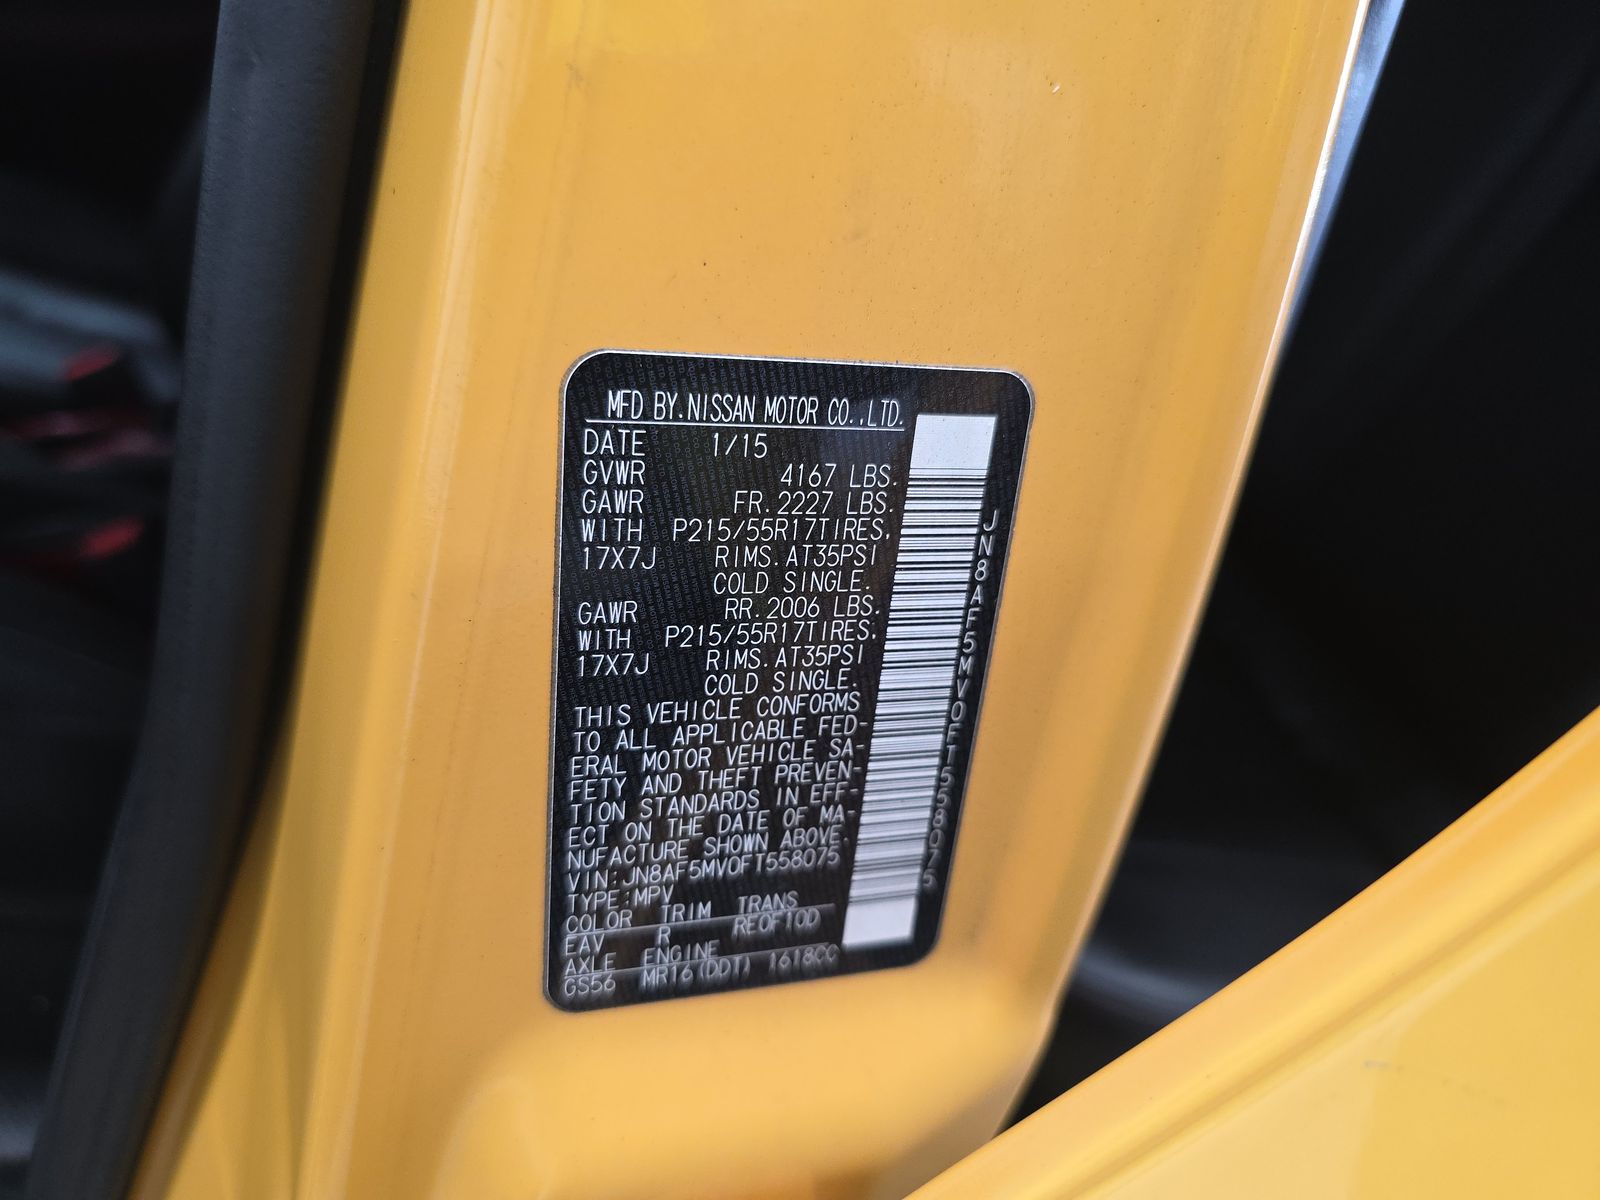 MFD BY.NISSAN MOTOR CO.,LTD.
DATE 1/15
GVWR 4167 LBS.
GAWR FR.2227 LBS.
WITH P215/55R17TIRES,
17X7J RIMS.AT35PSI
COLD SINGLE.
GAWR RR.2006 LBS.
WITH P215/55R17TIRES,
17X7J RIMS.AT35PSI
COLD SINGLE.
THIS VEHICLE CONFORMS
TO ALL APPLICABLE FED-
ERAL MOTOR VEHICLE SA-
FETY AND THEFT PREVEN-
TION STANDARDS IN EFF-
ECT ON THE DATE OF MA-
NUFACTURE SHOWN ABOVE.
VIN:JN8AF5MV0FT558075
TYPE:MPV
COLOR TRIM TRANS
EAV R RE0F10D
AXLE ENGINE
GS56 MR16(DDT) 1618CC
JN8AF5MV0FT558075